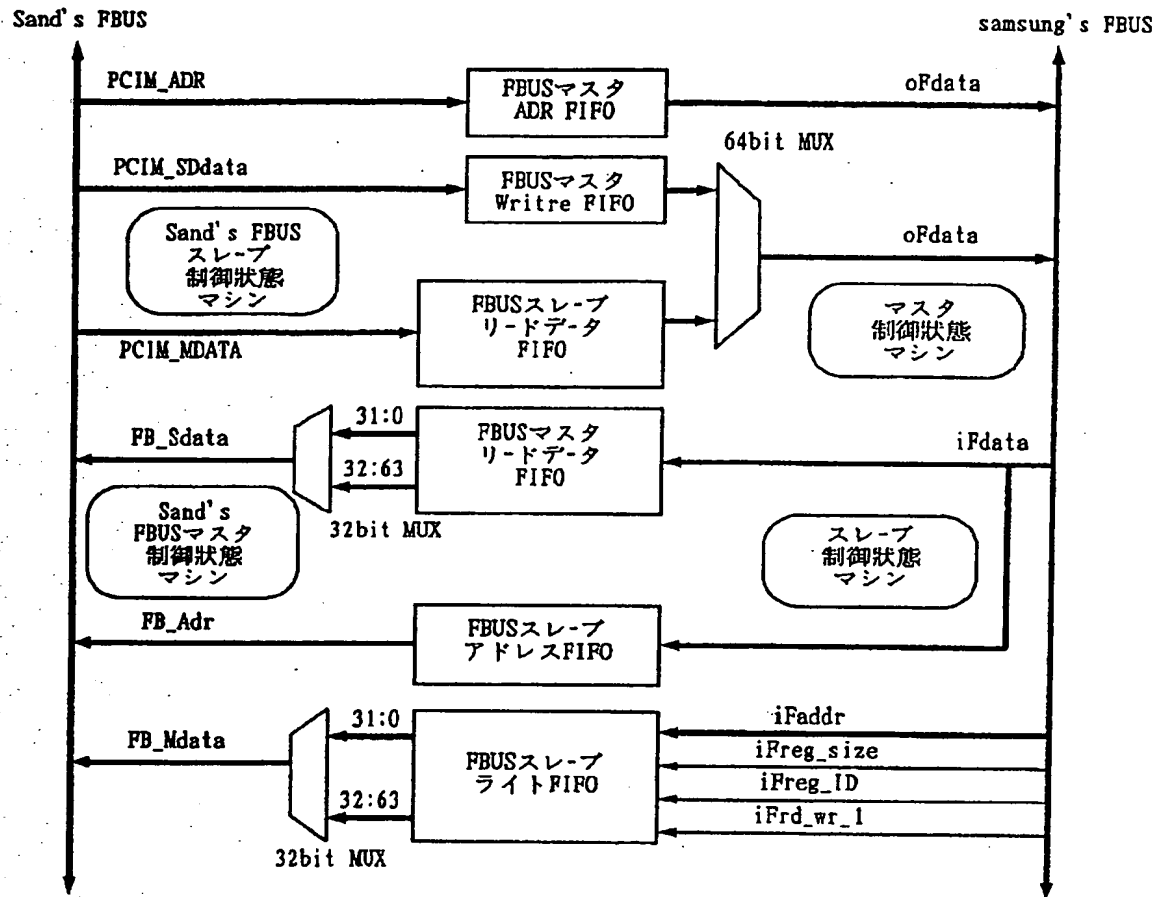 Sand's FBUS
samsung's FBUS
PCIM_ADR
FBUSマスタ
ADR FIFO
oFdata
64bit MUX
PCIM_SDdata
FBUSマスタ
Writre FIFO
Sand's FBUS
スレーブ
制御狀態
マシン
oFdata
FBUSスレーブ
リードデータ
FIFO
マスタ
制御狀態
マシン
PCIM_MDATA
31:0
FBUSマスタ
リードデータ
FIFO
FB_Sdata
iFdata
32:63
Sand's
FBUSマスタ
制御狀態
マシン
32bit MUX
スレーブ
制御狀態
マシン
FB_Adr
FBUSスレーブ
アドレスFIFO
31:0
iFaddr
FB_Mdata
FBUSスレーブ
ライトFIFO
iFreg_size
iFreg_ID
32:63
iFrd_wr_1
32bit MUX